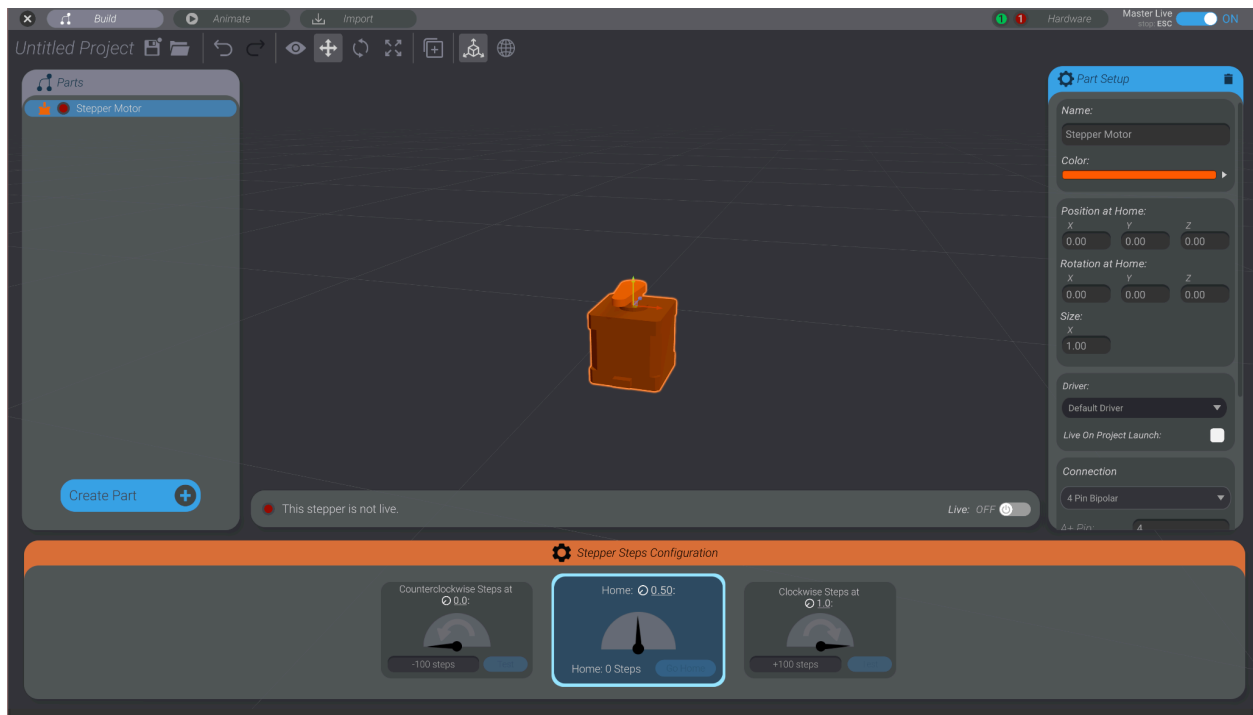 Build
Animate
Import
1
1
Hardware
Master Live
stop: ESC
ON
Untitled Project
Parts
Stepper Motor
Create Part
Part Setup
Name:
Stepper Motor
Color:
Position at Home:
X Y Z
0.00 0.00 0.00
Rotation at Home:
X Y Z
0.00 0.00 0.00
Size:
X
1.00
Driver:
Default Driver
Live On Project Launch:
Connection
4 Pin Bipolar
A+ Pin: 4
This stepper is not live.
Live: OFF
Stepper Steps Configuration
Counterclockwise Steps at
0.0:
-100 steps
Home: 0.50:
Home: 0 Steps
Clockwise Steps at
1.0:
+100 steps